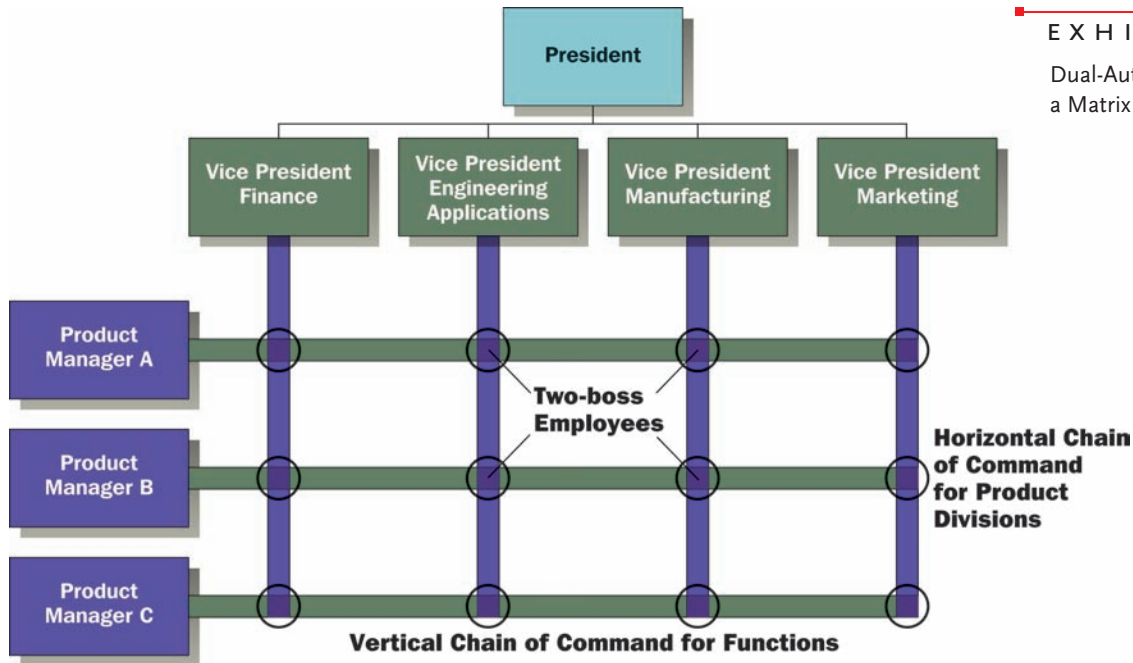 EXHI
Dual-Aut
a Matrix
President
Vice President
Finance
Vice President
Engineering
Applications
Vice President
Manufacturing
Vice President
Marketing
Product
Manager A
Two-boss
Employees
Product
Manager B
Horizontal Chain
of Command
for Product
Divisions
Product
Manager C
Vertical Chain of Command for Functions